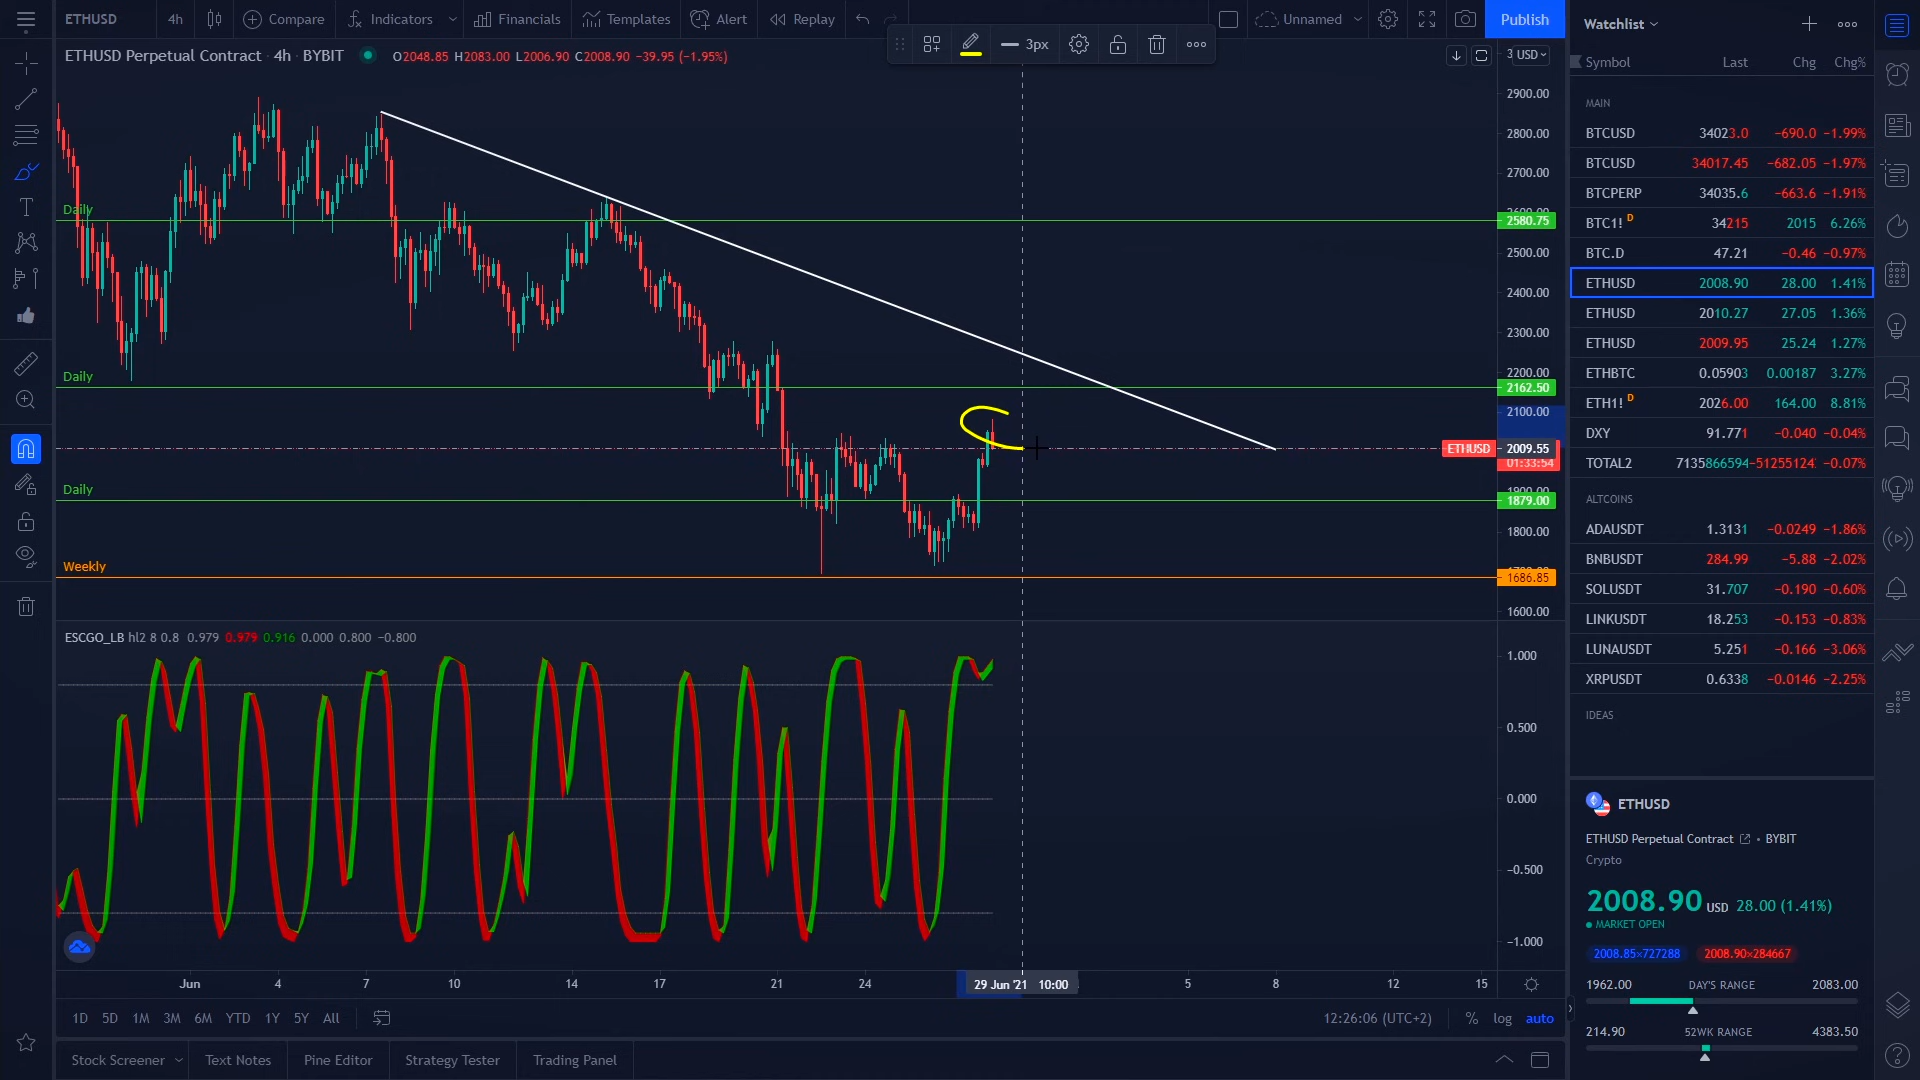 ETHUSD 4h Compare Indicators Financials Templates Alert Replay Unnamed Publish
ETHUSD Perpetual Contract · 4h · BYBIT O2048.85 H2083.00 L2006.90 C2008.90 −39.95 (−1.95%)
3px
USD
2900.00
2800.00
2700.00
Daily 2580.75
2500.00
2400.00
2300.00
2200.00
Daily 2162.50
2100.00
ETHUSD 2009.55
01:33:54
Daily 1879.00
1800.00
Weekly 1686.85
1600.00
ESCGO_LB hl2 8 0.8 0.979 0.979 0.916 0.000 0.800 −0.800
1.000
0.500
0.000
−0.500
−1.000
Jun 4 7 10 14 17 21 24 29 Jun '21 10:00 5 8 12 15
1D 5D 1M 3M 6M YTD 1Y 5Y All 12:26:06 (UTC+2) % log auto
Stock Screener Text Notes Pine Editor Strategy Tester Trading Panel
Watchlist
Symbol Last Chg Chg%
MAIN
BTCUSD 34023.0 −690.0 −1.99%
BTCUSD 34017.45 −682.05 −1.97%
BTCPERP 34035.6 −663.6 −1.91%
BTC1! D 34215 2015 6.26%
BTC.D 47.21 −0.46 −0.97%
ETHUSD 2008.90 28.00 1.41%
ETHUSD 2010.27 27.05 1.36%
ETHUSD 2009.95 25.24 1.27%
ETHBTC 0.05903 0.00187 3.27%
ETH1! D 2026.00 164.00 8.81%
DXY 91.771 −0.040 −0.04%
TOTAL2 7135866594 −51255124 −0.07%
ALTCOINS
ADAUSDT 1.3131 −0.0249 −1.86%
BNBUSDT 284.99 −5.88 −2.02%
SOLUSDT 31.707 −0.190 −0.60%
LINKUSDT 18.253 −0.153 −0.83%
LUNAUSDT 5.251 −0.166 −3.06%
XRPUSDT 0.6338 −0.0146 −2.25%
IDEAS
ETHUSD
ETHUSD Perpetual Contract • BYBIT
Crypto
2008.90 USD 28.00 (1.41%)
MARKET OPEN
2008.85×727288 2008.90×284667
1962.00 DAY'S RANGE 2083.00
214.90 52WK RANGE 4383.50